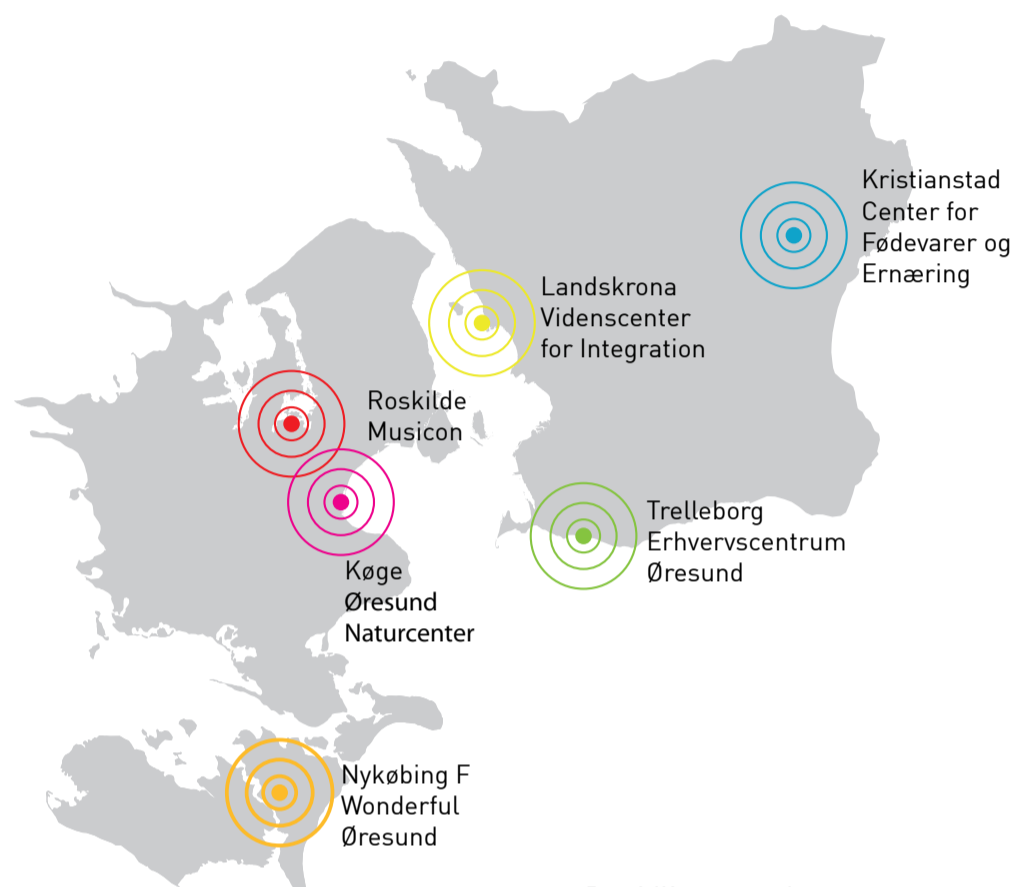 Kristianstad
Center for
Fødevarer og
Ernæring
Landskrona
Videnscenter
for Integration
Roskilde
Musicon
Trelleborg
Erhvervscentrum
Øresund
Køge
Øresund
Naturcenter
Nykøbing F
Wonderful
Øresund